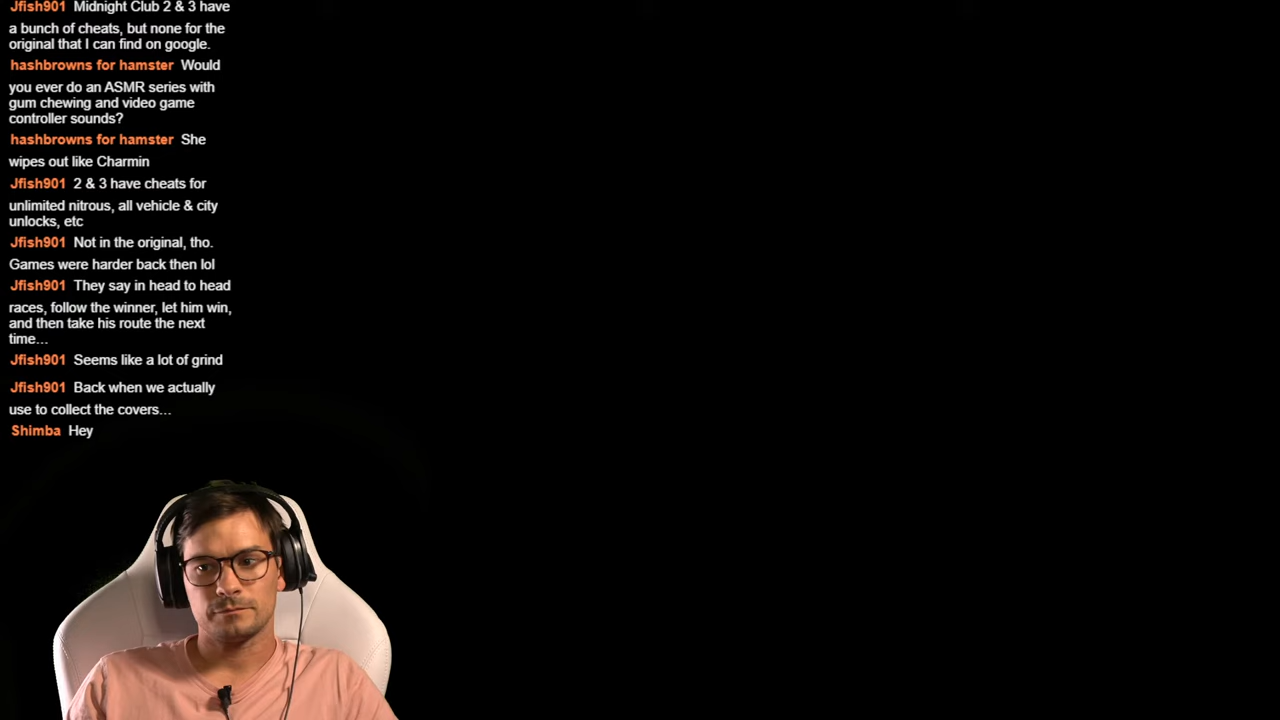 Jfish901 Midnight Club 2 & 3 have
a bunch of cheats, but none for the
original that I can find on google.
hashbrowns for hamster Would
you ever do an ASMR series with
gum chewing and video game
controller sounds?
hashbrowns for hamster She
wipes out like Charmin
Jfish901 2 & 3 have cheats for
unlimited nitrous, all vehicle & city
unlocks, etc
Jfish901 Not in the original, tho.
Games were harder back then lol
Jfish901 They say in head to head
races, follow the winner, let him win,
and then take his route the next
time...
Jfish901 Seems like a lot of grind
Jfish901 Back when we actually
use to collect the covers...
Shimba Hey